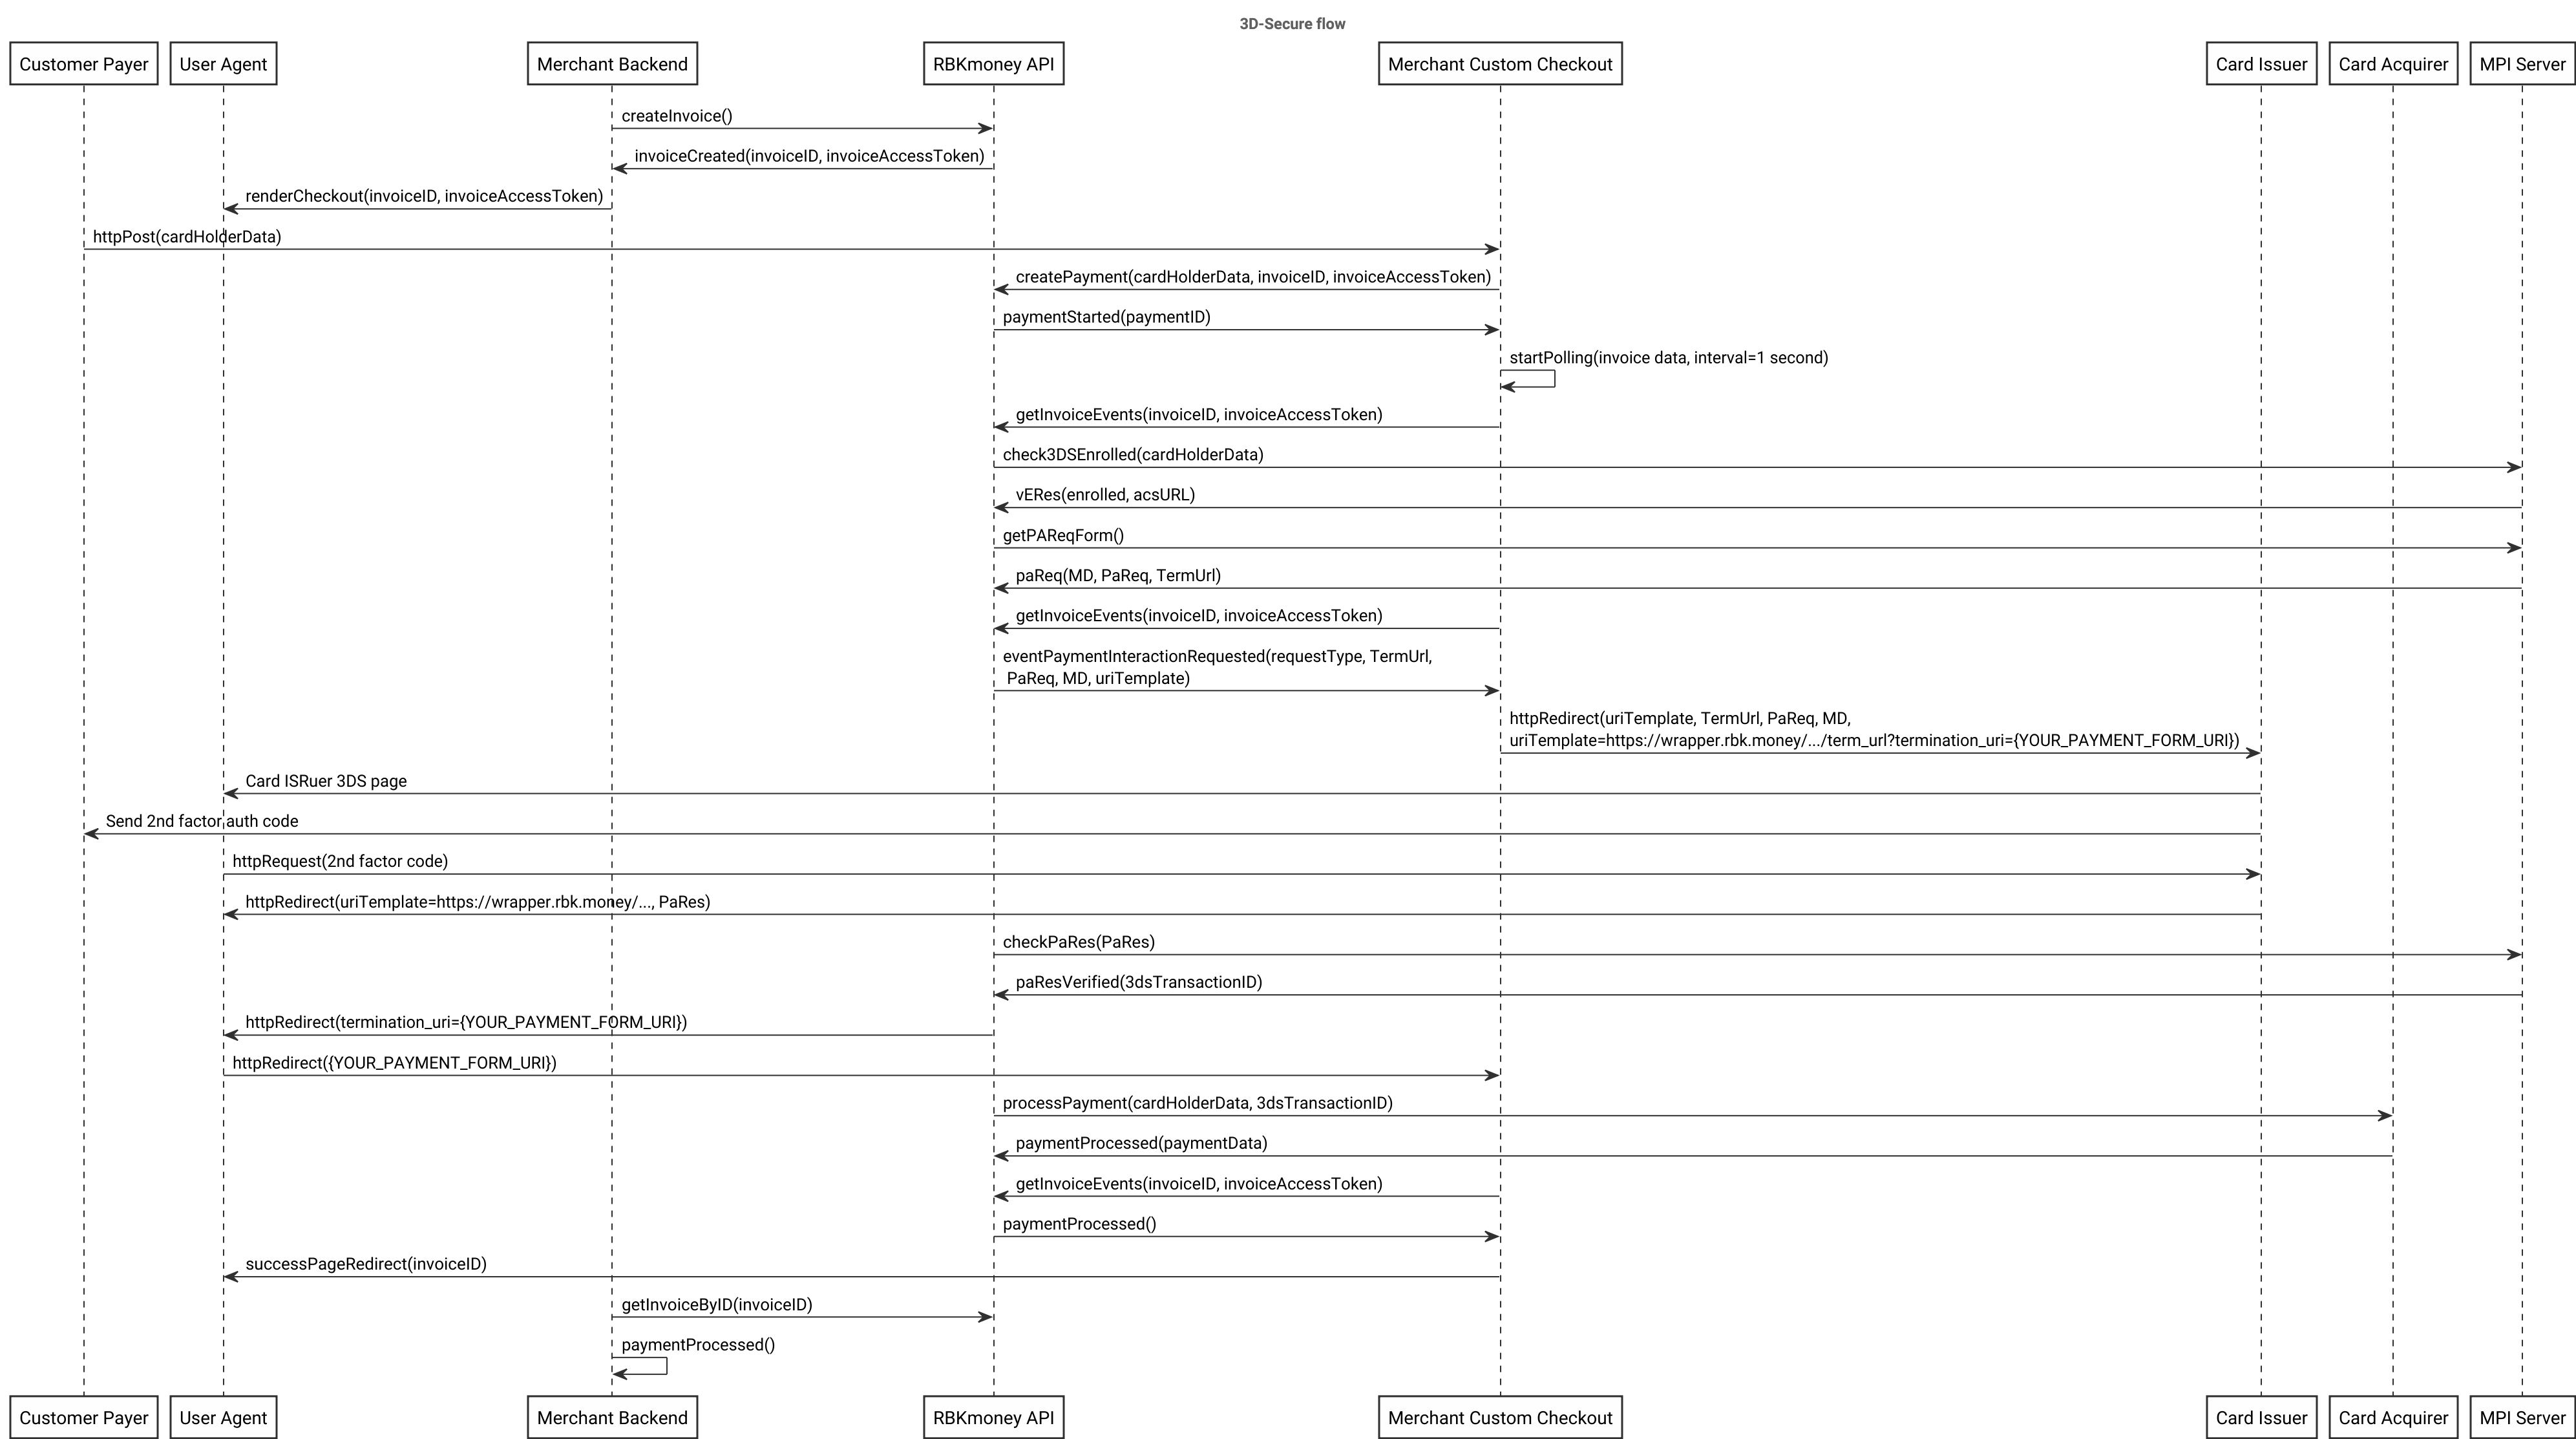 3D-Secure flow
Customer Payer
User Agent
Merchant Backend
RBKmoney API
Merchant Custom Checkout
Card Issuer
Card Acquirer
MPI Server
createInvoice()
invoiceCreated(invoiceID, invoiceAccessToken)
renderCheckout(invoiceID, invoiceAccessToken)
httpPost(cardHolderData)
createPayment(cardHolderData, invoiceID, invoiceAccessToken)
paymentStarted(paymentID)
startPolling(invoice data, interval=1 second)
getInvoiceEvents(invoiceID, invoiceAccessToken)
check3DSEnrolled(cardHolderData)
vERes(enrolled, acsURL)
getPAReqForm()
paReq(MD, PaReq, TermUrl)
getInvoiceEvents(invoiceID, invoiceAccessToken)
eventPaymentInteractionRequested(requestType, TermUrl,
PaReq, MD, uriTemplate)
httpRedirect(uriTemplate, TermUrl, PaReq, MD,
uriTemplate=https://wrapper.rbk.money/.../term_url?termination_uri={YOUR_PAYMENT_FORM_URI})
Card ISRuer 3DS page
Send 2nd factor auth code
httpRequest(2nd factor code)
httpRedirect(uriTemplate=https://wrapper.rbk.money/..., PaRes)
checkPaRes(PaRes)
paResVerified(3dsTransactionID)
httpRedirect(termination_uri={YOUR_PAYMENT_FORM_URI})
httpRedirect({YOUR_PAYMENT_FORM_URI})
processPayment(cardHolderData, 3dsTransactionID)
paymentProcessed(paymentData)
getInvoiceEvents(invoiceID, invoiceAccessToken)
paymentProcessed()
successPageRedirect(invoiceID)
getInvoiceByID(invoiceID)
paymentProcessed()
Customer Payer
User Agent
Merchant Backend
RBKmoney API
Merchant Custom Checkout
Card Issuer
Card Acquirer
MPI Server